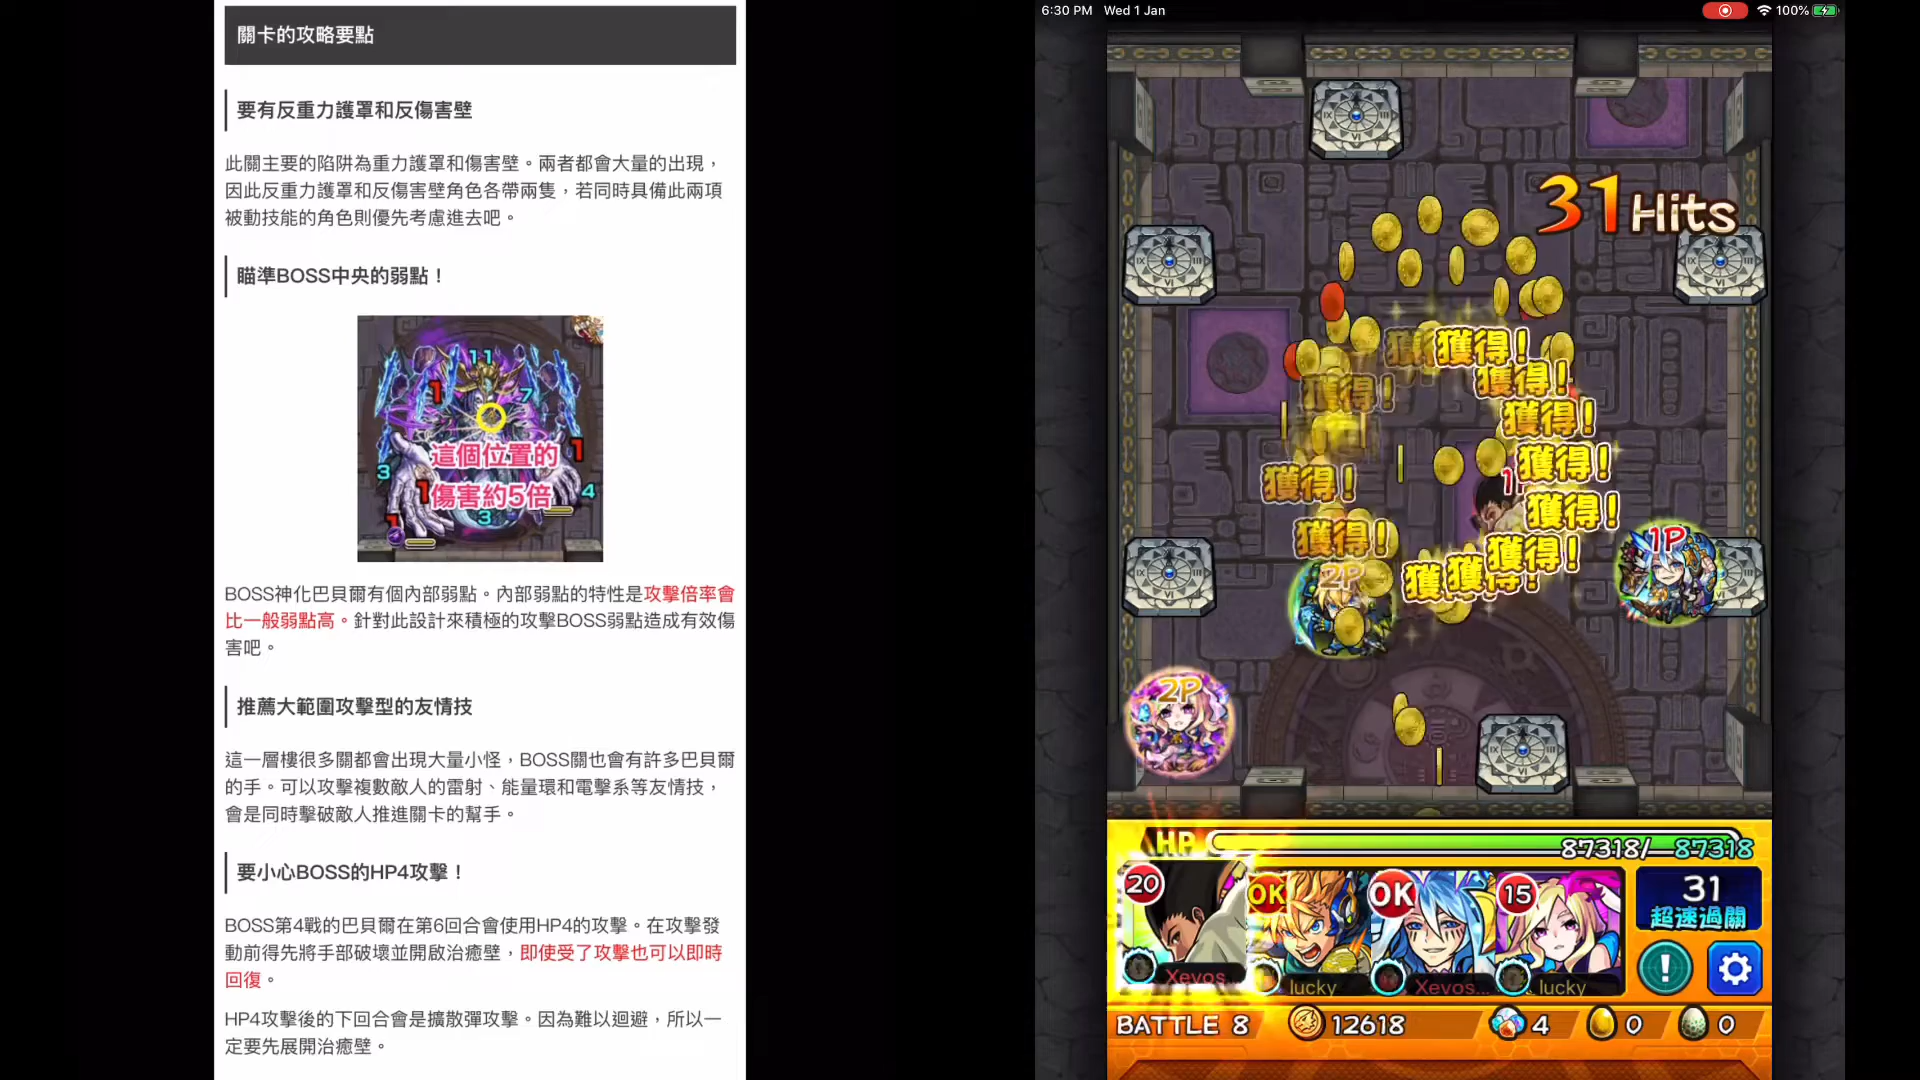 關卡的攻略要點
要有反重力護罩和反傷害壁
此關主要的陷阱為重力護罩和傷害壁。兩者都會大量的出現，
因此反重力護罩和反傷害壁角色各帶兩隻，若同時具備此兩項
被動技能的角色則優先考慮進去吧。
瞄準BOSS中央的弱點！
11
1
7
這個位置的
1
3
1傷害約5倍
4
3
1
BOSS神化巴貝爾有個內部弱點。內部弱點的特性是攻擊倍率會
比一般弱點高。針對此設計來積極的攻擊BOSS弱點造成有效傷
害吧。
推薦大範圍攻擊型的友情技
這一層樓很多關都會出現大量小怪，BOSS關也會有許多巴貝爾
的手。可以攻擊複數敵人的雷射、能量環和電擊系等友情技，
會是同時擊破敵人推進關卡的幫手。
要小心BOSS的HP4攻擊！
BOSS第4戰的巴貝爾在第6回合會使用HP4的攻擊。在攻擊發
動前得先將手部破壞並開啟治癒壁，即使受了攻擊也可以即時
回復。
HP4攻擊後的下回合會是擴散彈攻擊。因為難以迴避，所以一
定要先展開治癒壁。
6:30 PM Wed 1 Jan
100%
31Hits
獲得！
獲得！
獲得！
獲得！
獲得！
獲得！
獲得！
獲得！
獲得！
1P
2P
2P
HP
87318/ 87318
20 OK OK 15
31
超速過關
Xevos lucky Xevos... lucky
BATTLE 8 12618 4 0 0